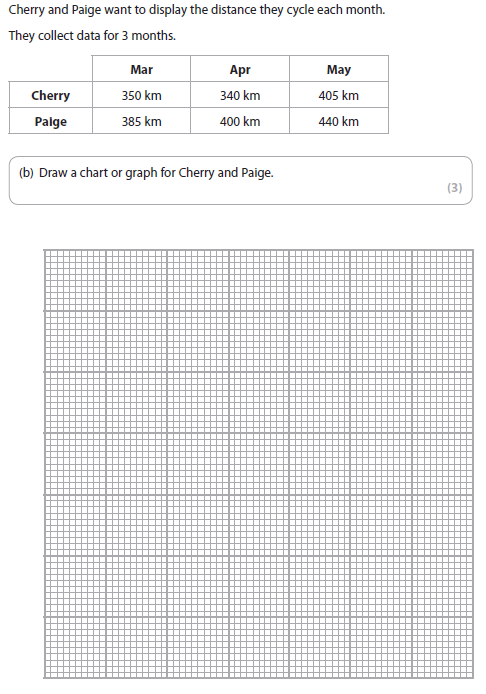 Cherry and Paige want to display the distance they cycle each month.
They collect data for 3 months.
Mar Apr May
Cherry 350 km 340 km 405 km
Paige 385 km 400 km 440 km
(b) Draw a chart or graph for Cherry and Paige.
(3)